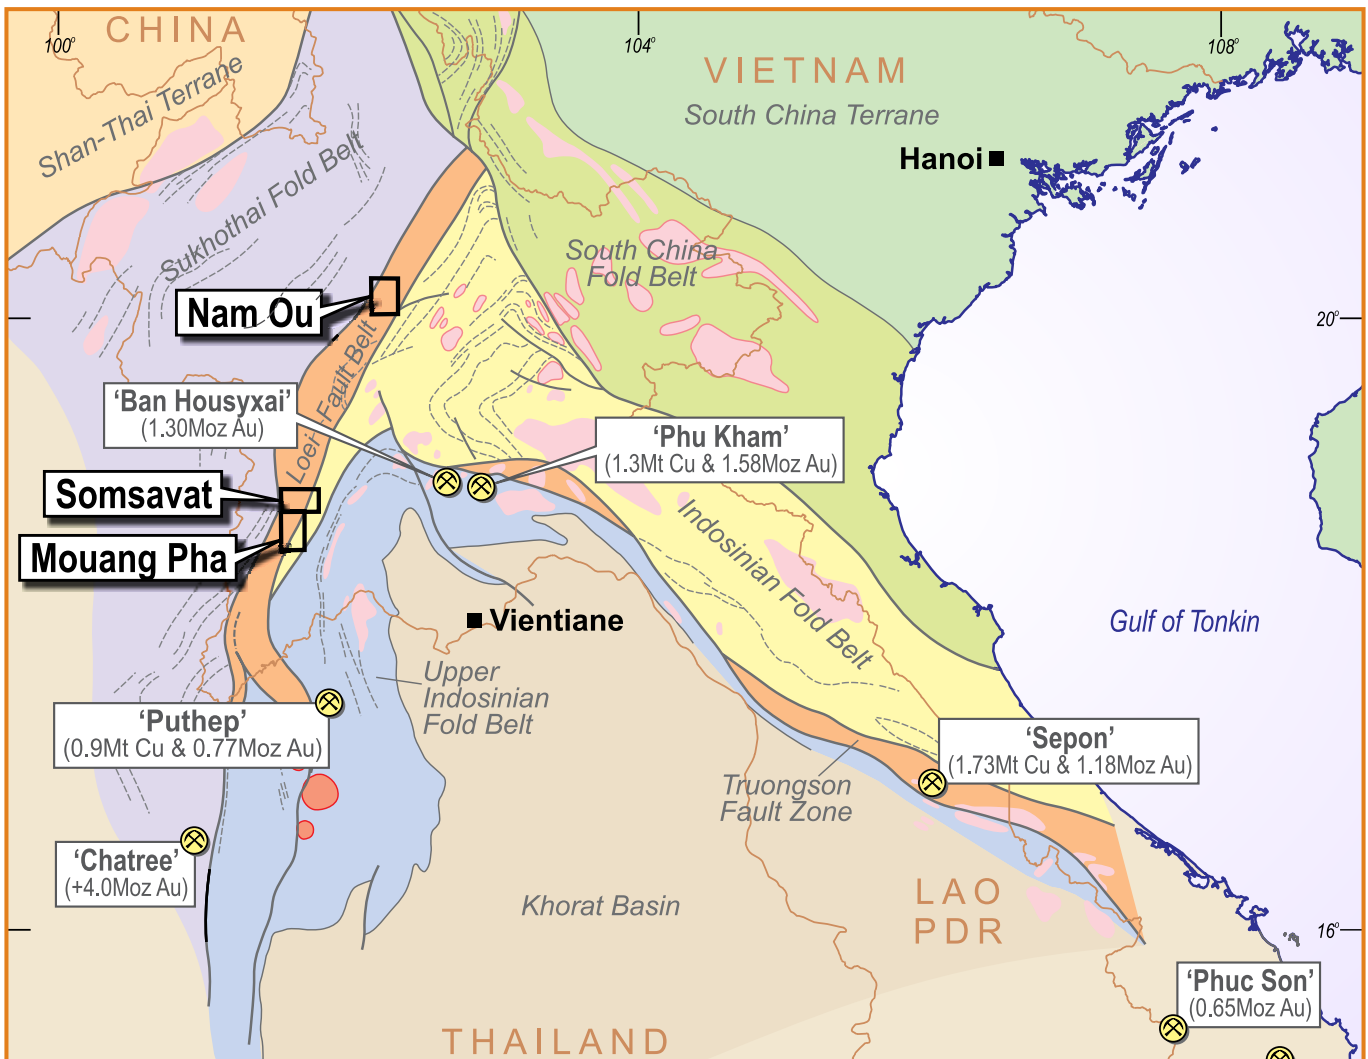 CHINA
100°
104°
108°
VIETNAM
South China Terrane
Shan-Thai Terrane
Hanoi
Sukhothai Fold Belt
South China
Fold Belt
Nam Ou
20°
Loei - Fault Belt
'Ban Housyxai'
(1.30Moz Au)
'Phu Kham'
(1.3Mt Cu & 1.58Moz Au)
Somsavat
Mouang Pha
Indosinian Fold Belt
Vientiane
Gulf of Tonkin
Upper
Indosinian
Fold Belt
'Puthep'
(0.9Mt Cu & 0.77Moz Au)
'Sepon'
(1.73Mt Cu & 1.18Moz Au)
Truongson
Fault Zone
'Chatree'
(+4.0Moz Au)
Khorat Basin
LAO
PDR
16°
'Phuc Son'
(0.65Moz Au)
THAILAND